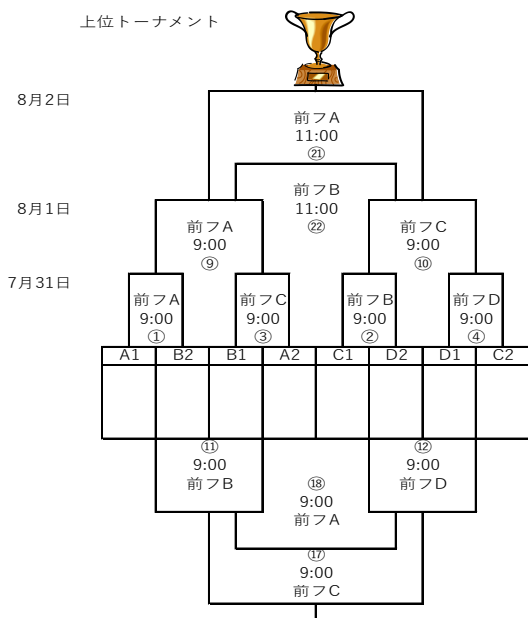 上位トーナメント
8月2日
前フA
11:00
㉑
前フB
8月1日
11:00
前フA
前フC
9:00
㉒
9:00
⑨
⑩
7月31日
前フA
前フC
前フB
前フD
9:00
9:00
9:00
9:00
①
③
②
④
A1 B2 B1 A2 C1 D2 D1 C2
⑪
⑫
9:00
9:00
前フB
⑱
前フD
9:00
前フA
⑰
9:00
前フC